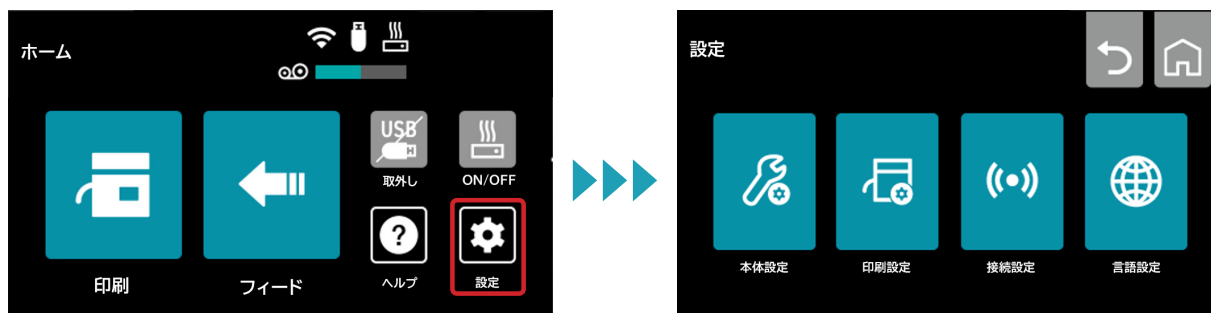 ホーム
USB
取外し
ON/OFF
印刷
フィード
?
ヘルプ
設定
設定
本体設定
印刷設定
接続設定
言語設定